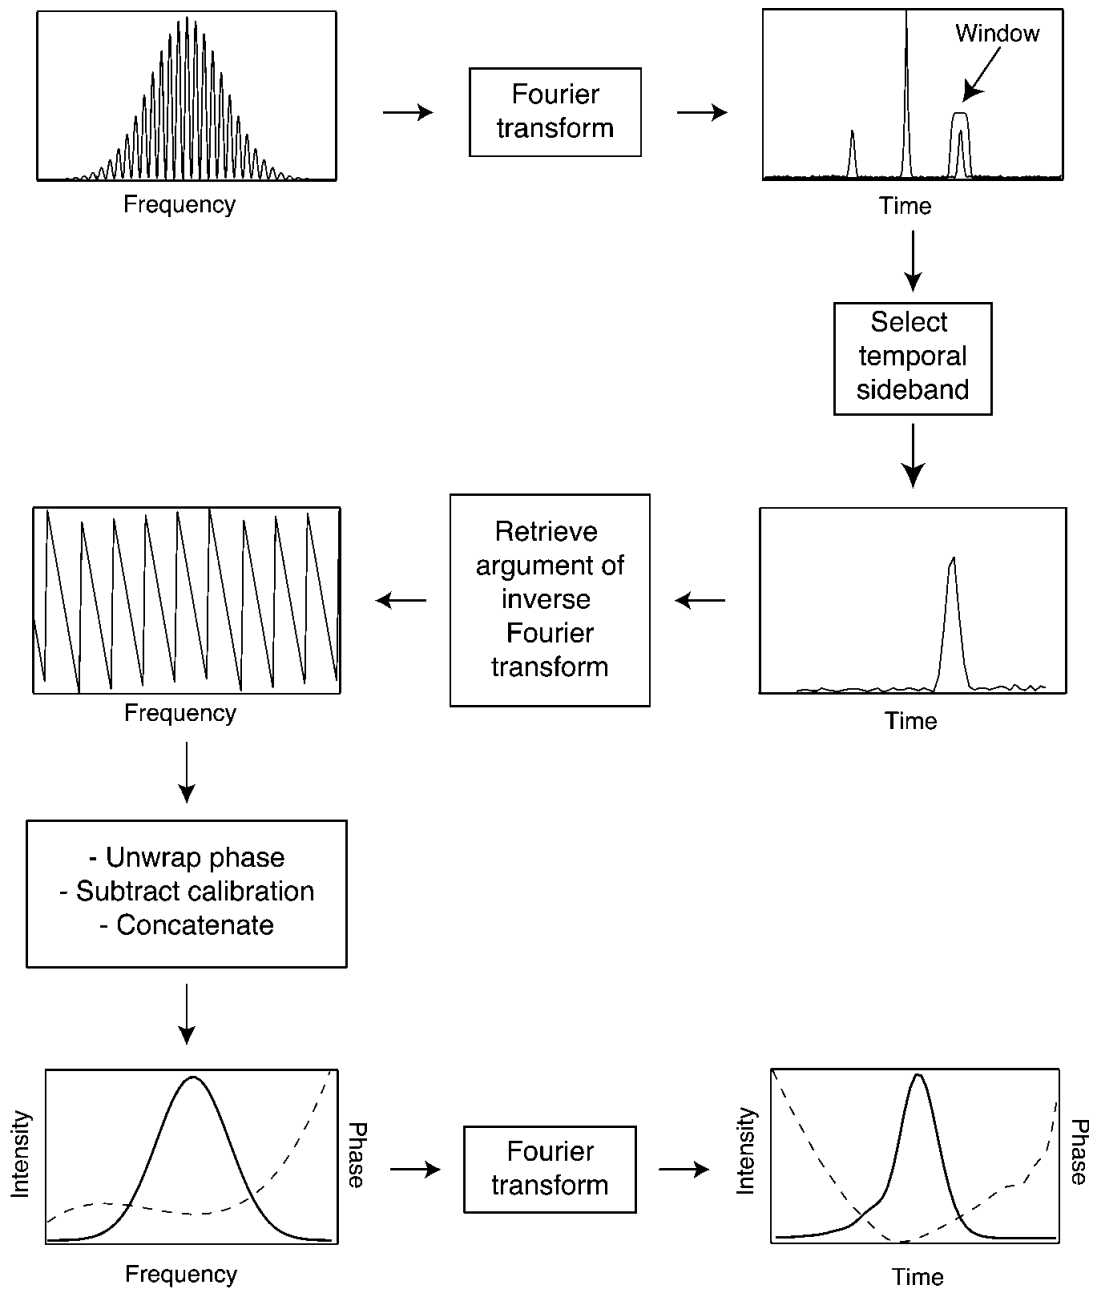 Window
Fourier
transform
Frequency
Time
Select
temporal
sideband
Retrieve
argument of
inverse
Fourier
transform
Frequency
Time
- Unwrap phase
- Subtract calibration
- Concatenate
Intensity
Phase
Fourier
transform
Intensity
Phase
Frequency
Time